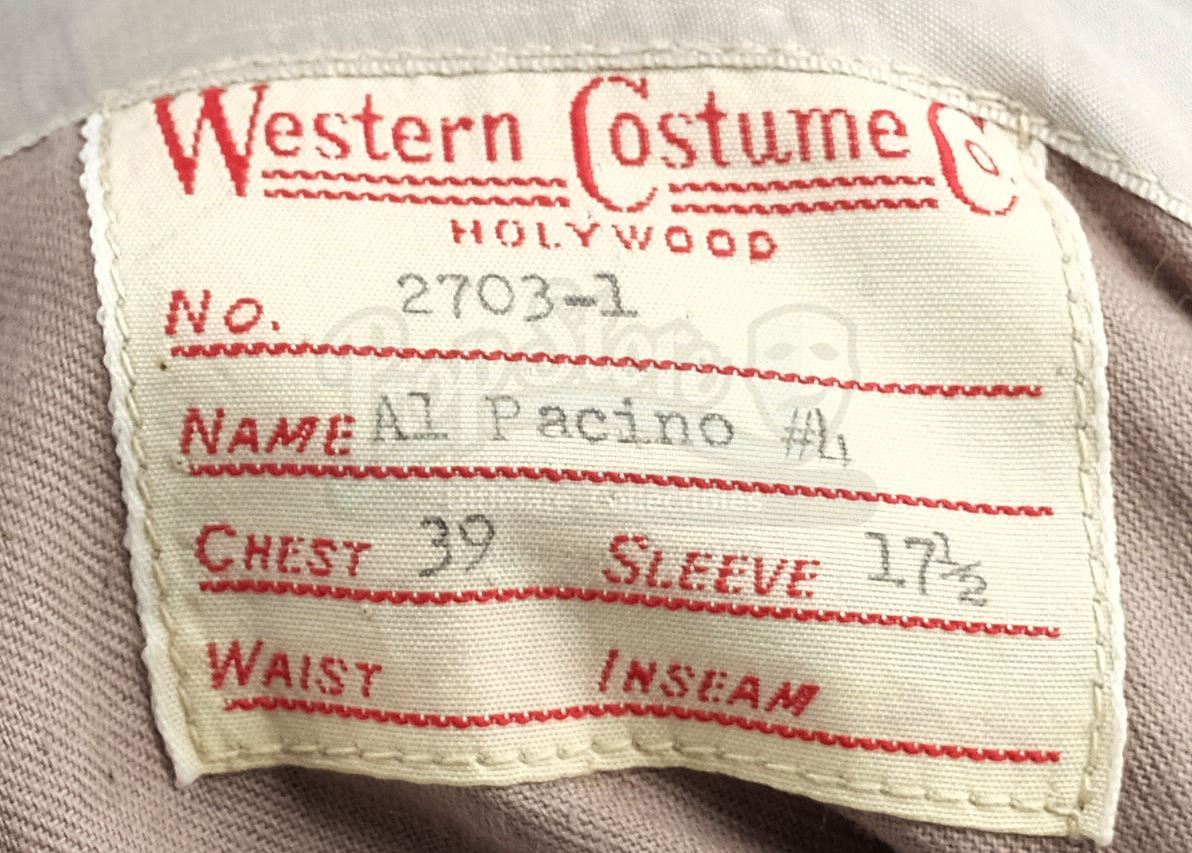 Western Costume Co.
HOLYWOOD
No. 2703-1
NAME Al Pacino #4
CHEST 39 SLEEVE 17½
WAIST INSEAM